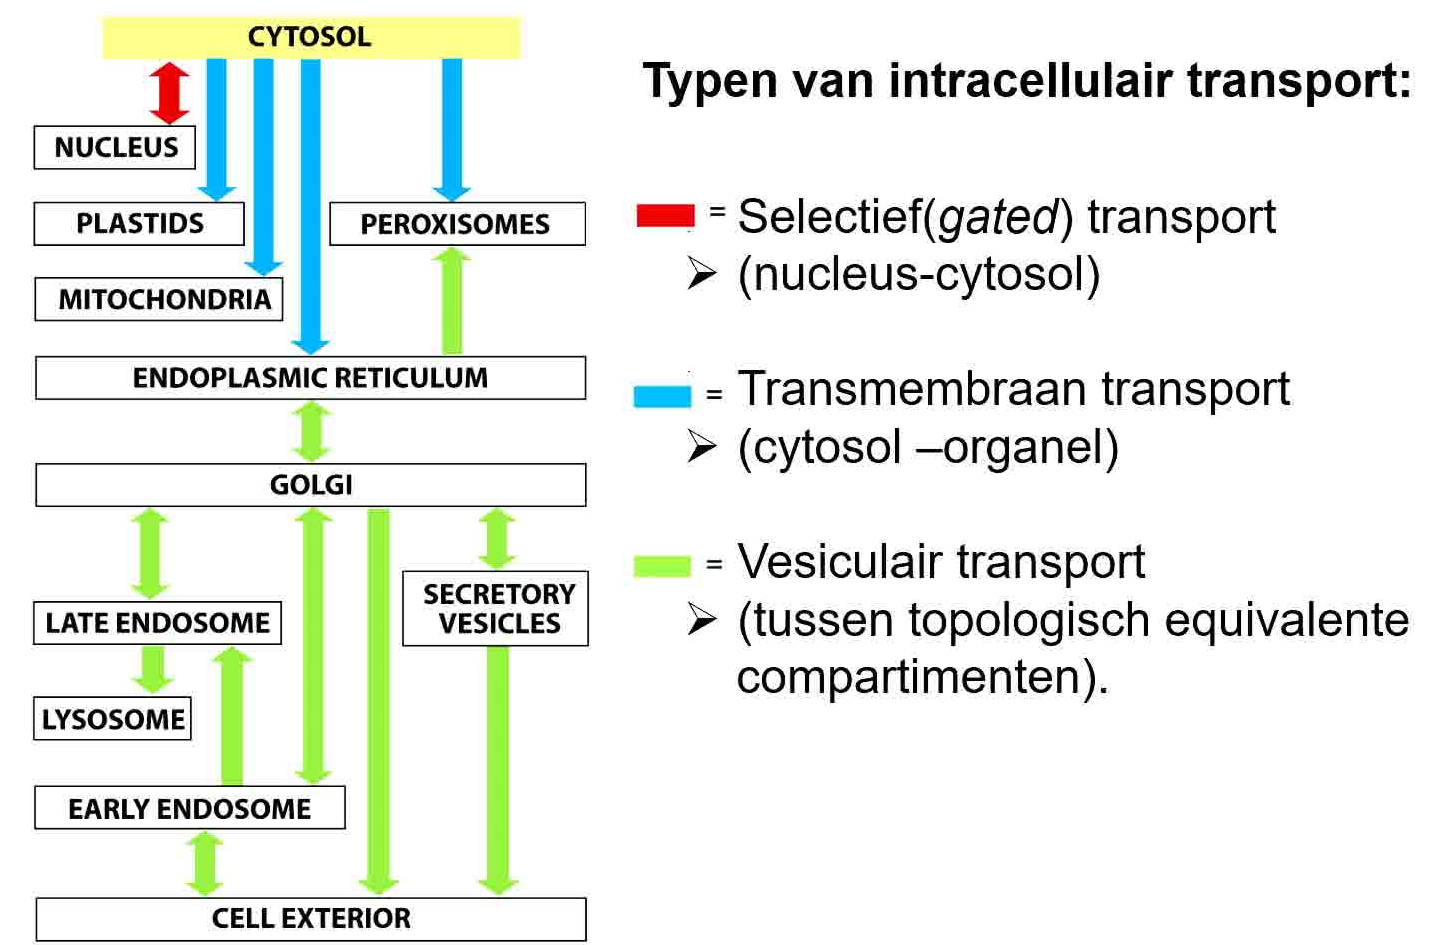 CYTOSOL
NUCLEUS
PLASTIDS
PEROXISOMES
MITOCHONDRIA
ENDOPLASMIC RETICULUM
GOLGI
SECRETORY
VESICLES
LATE ENDOSOME
LYSOSOME
EARLY ENDOSOME
CELL EXTERIOR
Typen van intracellulair transport:
= Selectief(gated) transport
➢ (nucleus-cytosol)
= Transmembraan transport
➢ (cytosol –organel)
= Vesiculair transport
➢ (tussen topologisch equivalente
compartimenten).